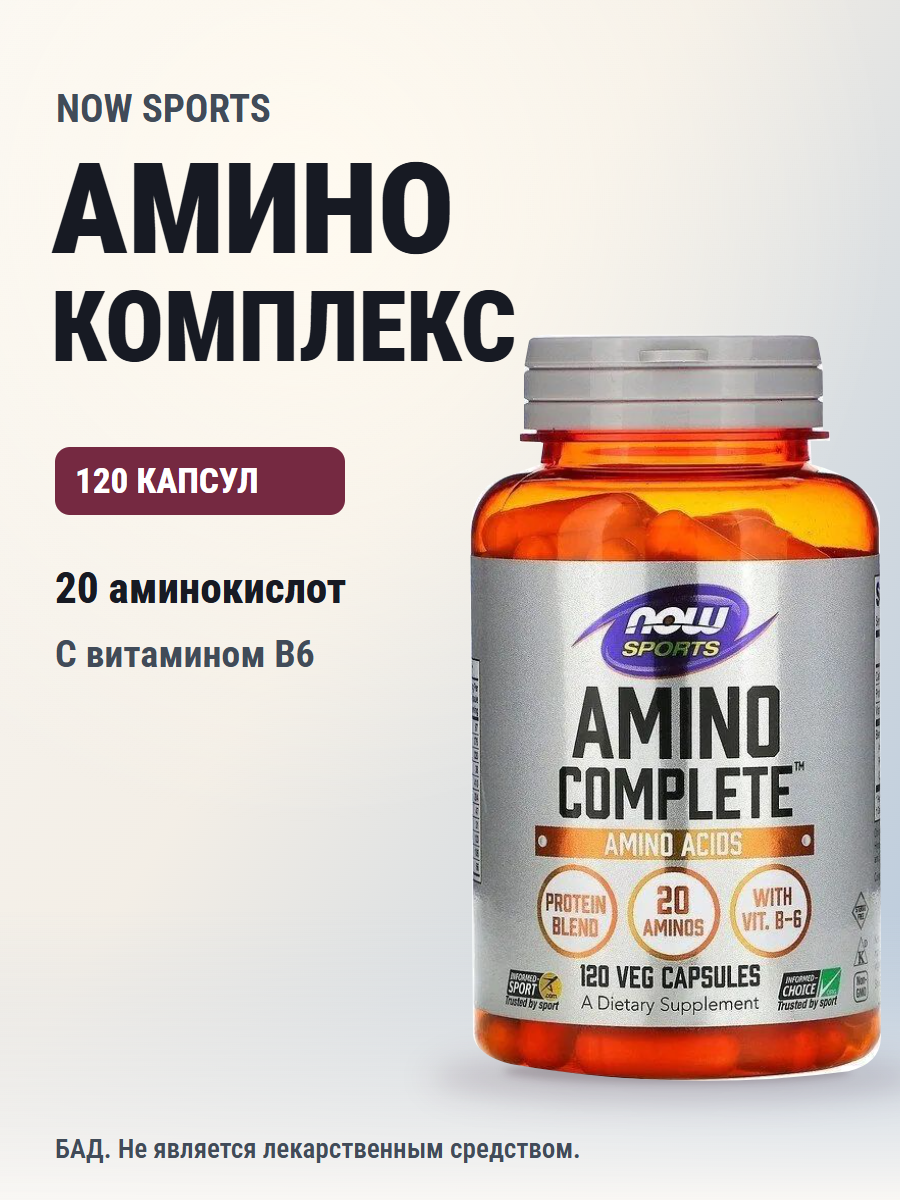 NOW SPORTS
АМИНО
КОМПЛЕКС
120 КАПСУЛ
20 аминокислот
С витамином B6
now
SPORTS
AMINO
COMPLETE™
AMINO ACIDS
PROTEIN
BLEND
20
AMINOS
WITH
VIT. B-6
120 VEG CAPSULES
A Dietary Supplement
INFORMED-
SPORT
.com
Trusted by sport
INFORMED-
CHOICE
.ORG
Trusted by sport
K
Non-
GMO
БАД. Не является лекарственным средством.